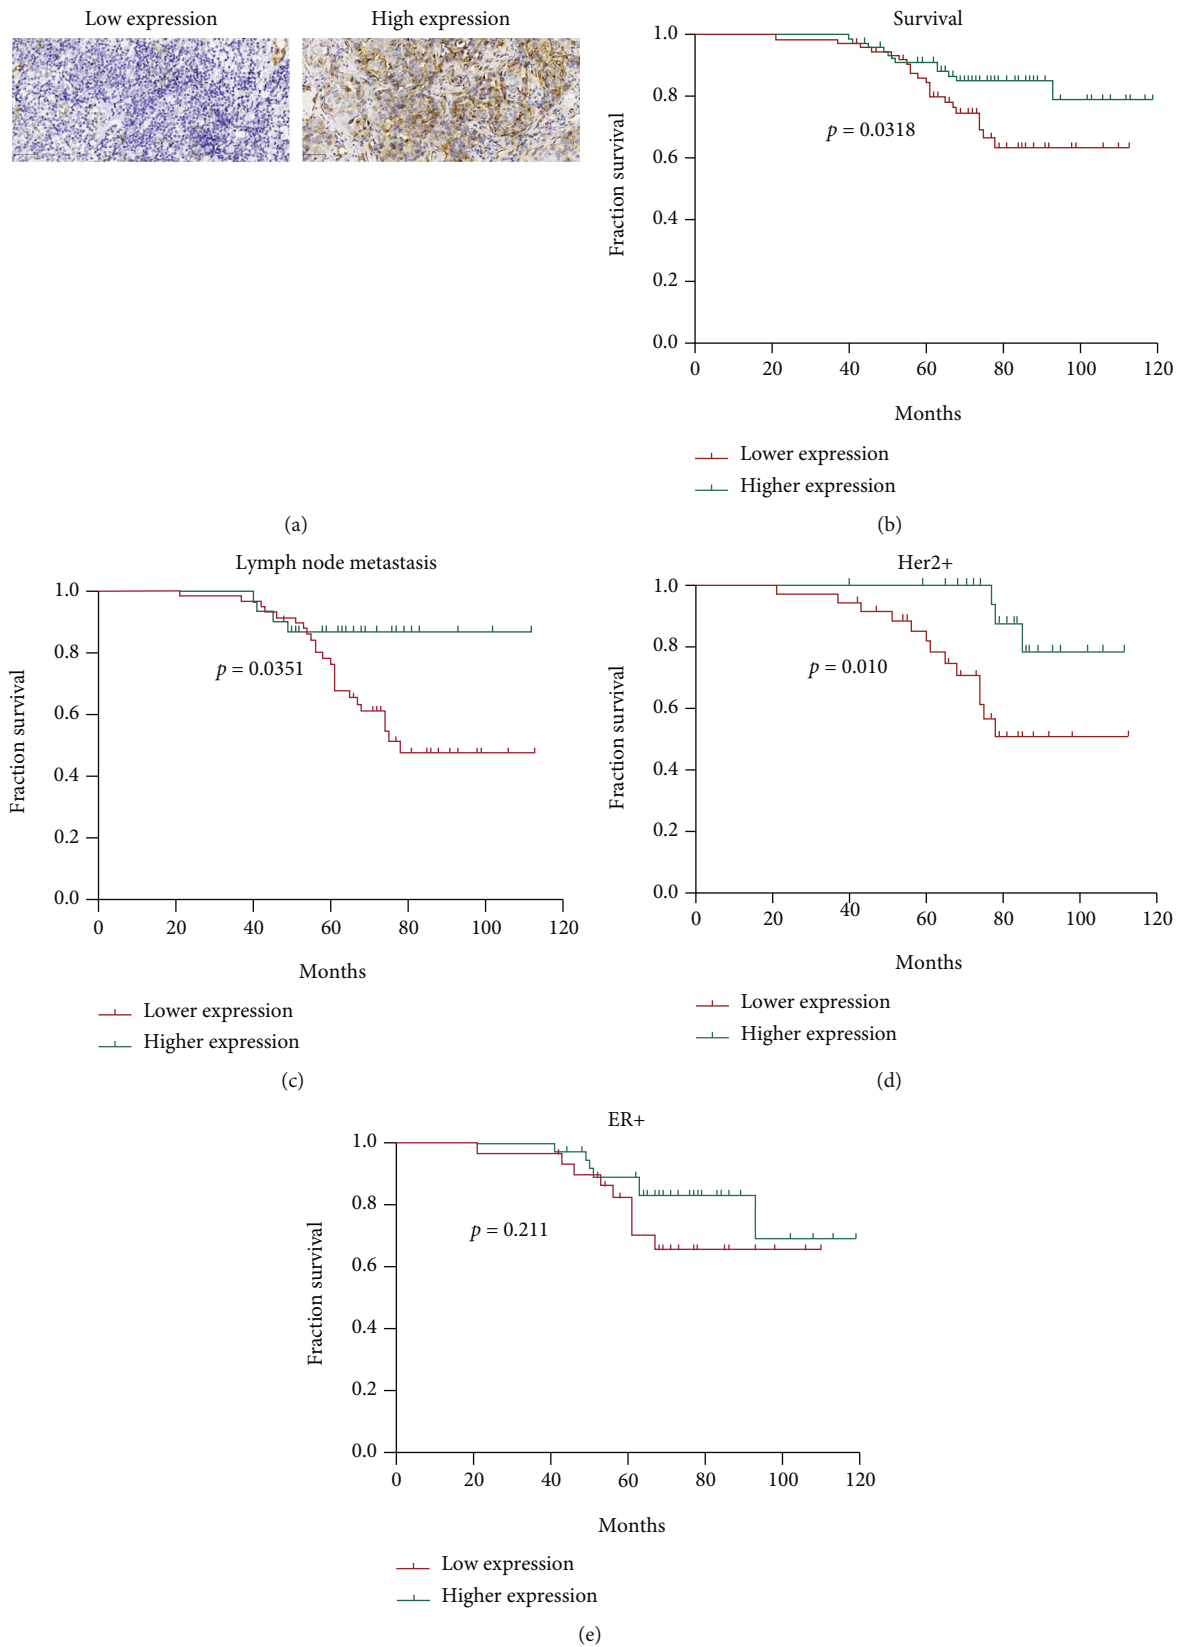 Low expression
High expression
(a)
Survival
1.0
0.8
0.6
0.4
0.2
0.0
Fraction survival
p = 0.0318
0 20 40 60 80 100 120
Months
Lower expression
Higher expression
(b)
Lymph node metastasis
1.0
0.8
0.6
0.4
0.2
0.0
Fraction survival
p = 0.0351
0 20 40 60 80 100 120
Months
Lower expression
Higher expression
(c)
Her2+
1.0
0.8
0.6
0.4
0.2
0.0
Fraction survival
p = 0.010
0 20 40 60 80 100 120
Months
Lower expression
Higher expression
(d)
ER+
1.0
0.8
0.6
0.4
0.2
0.0
Fraction survival
p = 0.211
0 20 40 60 80 100 120
Months
Low expression
Higher expression
(e)